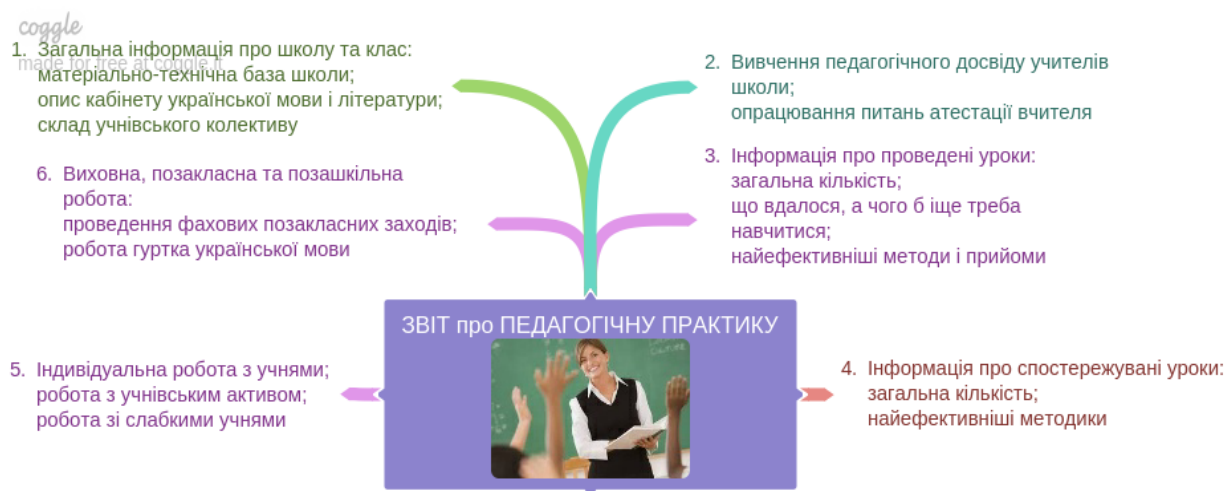 coggle
made for free at coggle.it
1. Загальна інформація про школу та клас:
матеріально-технічна база школи;
опис кабінету української мови і літератури;
склад учнівського колективу
2. Вивчення педагогічного досвіду учителів
школи;
опрацювання питань атестації вчителя
6. Виховна, позакласна та позашкільна
робота:
проведення фахових позакласних заходів;
робота гуртка української мови
3. Інформація про проведені уроки:
загальна кількість;
що вдалося, а чого б іще треба
навчитися;
найефективніші методи і прийоми
ЗВІТ про ПЕДАГОГІЧНУ ПРАКТИКУ
5. Індивідуальна робота з учнями;
робота з учнівським активом;
робота зі слабкими учнями
4. Інформація про спостережувані уроки:
загальна кількість;
найефективніші методики